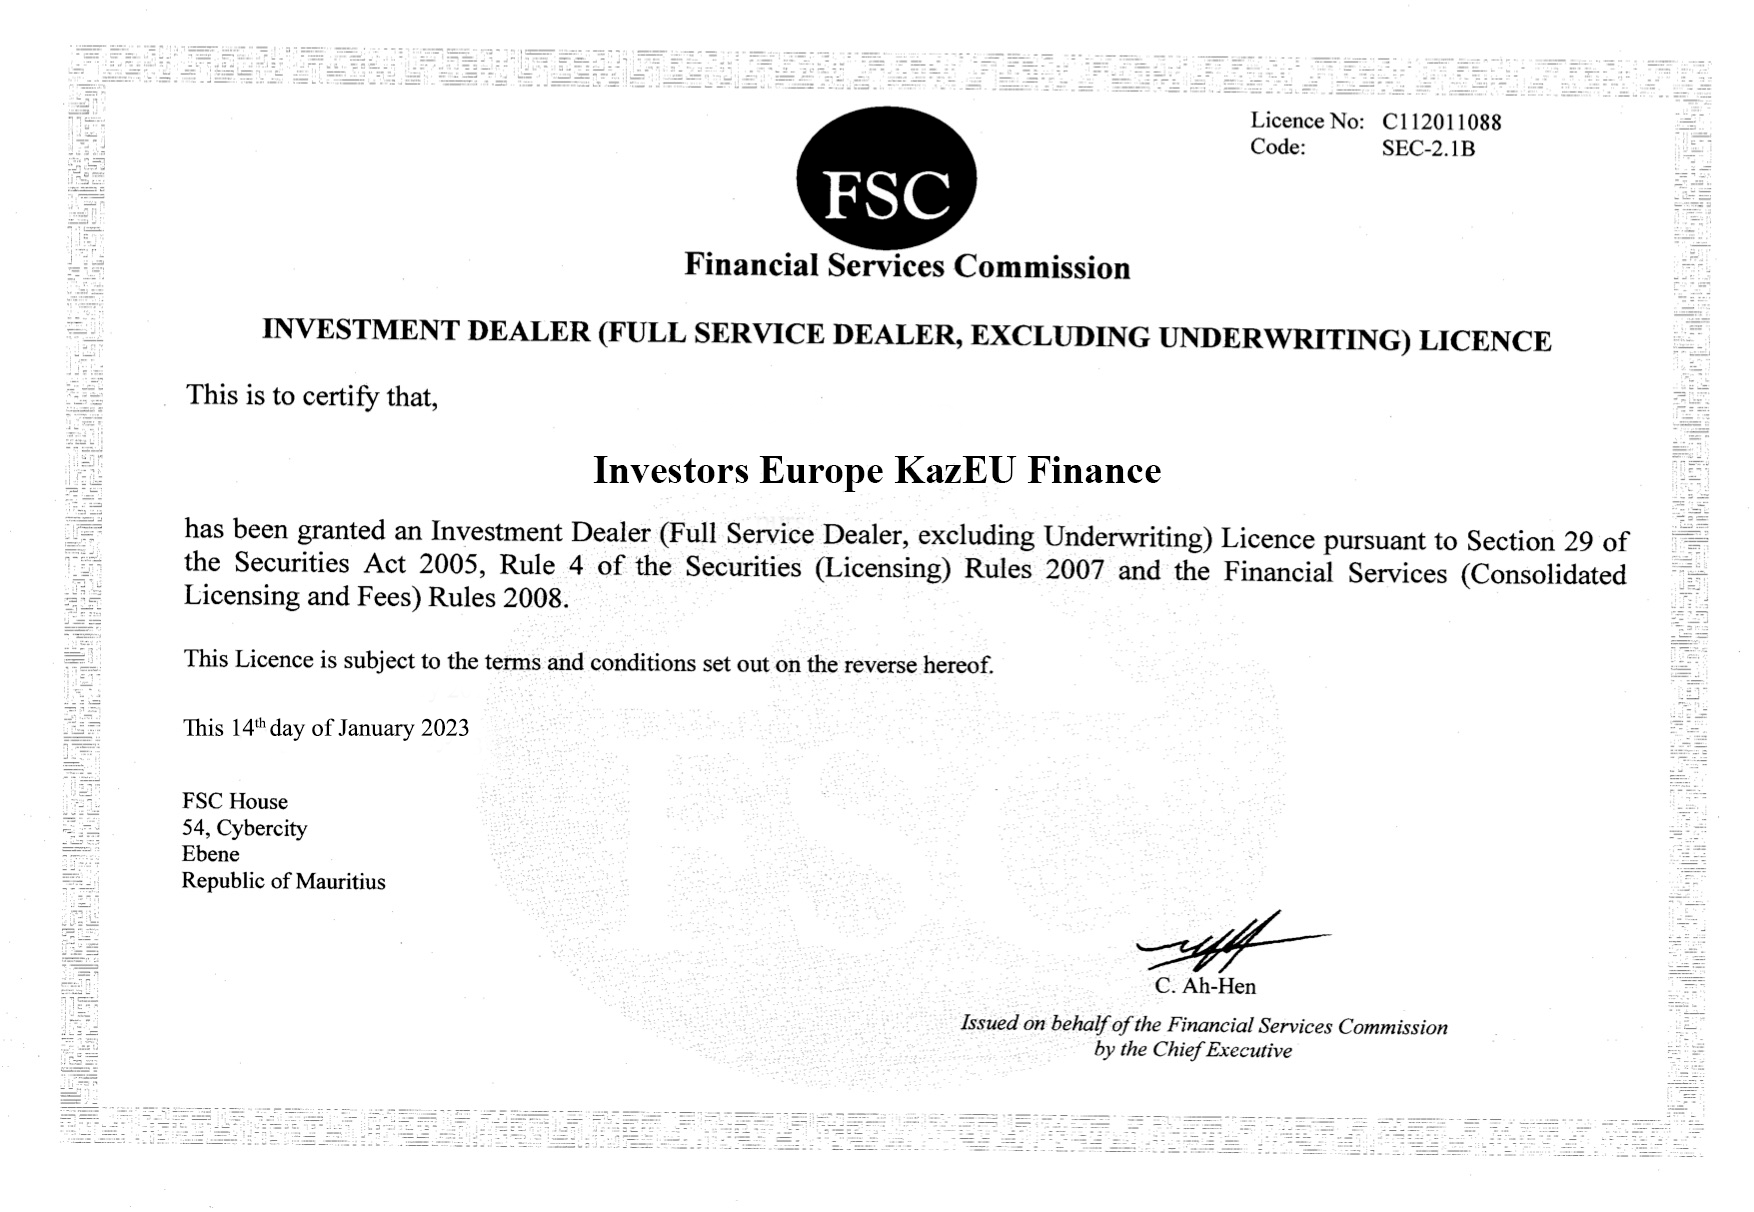 Licence No: C112011088
Code: SEC-2.1B
FSC
Financial Services Commission
INVESTMENT DEALER (FULL SERVICE DEALER, EXCLUDING UNDERWRITING) LICENCE
This is to certify that,
Investors Europe KazEU Finance
has been granted an Investment Dealer (Full Service Dealer, excluding Underwriting) Licence pursuant to Section 29 of
the Securities Act 2005, Rule 4 of the Securities (Licensing) Rules 2007 and the Financial Services (Consolidated
Licensing and Fees) Rules 2008.
This Licence is subject to the terms and conditions set out on the reverse hereof.
This 14th day of January 2023
FSC House
54, Cybercity
Ebene
Republic of Mauritius
C. Ah-Hen
Issued on behalf of the Financial Services Commission
by the Chief Executive